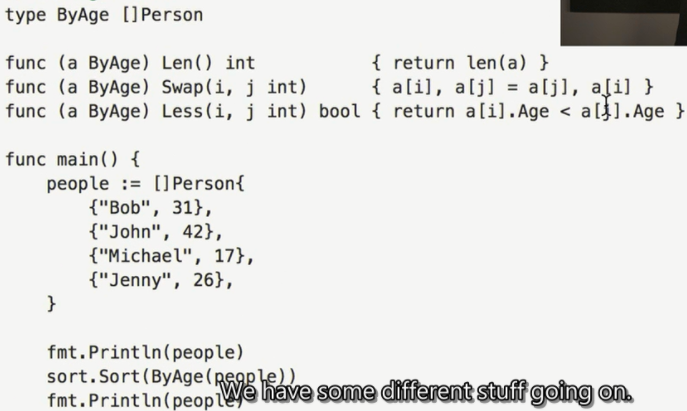 type ByAge []Person
func (a ByAge) Len() int { return len(a) }
func (a ByAge) Swap(i, j int) { a[i], a[j] = a[j], a[i] }
func (a ByAge) Less(i, j int) bool { return a[i].Age < a[j].Age }
func main() {
people := []Person{
{"Bob", 31},
{"John", 42},
{"Michael", 17},
{"Jenny", 26},
}
fmt.Println(people)
sort.Sort(ByAge(people))
fmt.Println(people)
We have some different stuff going on.